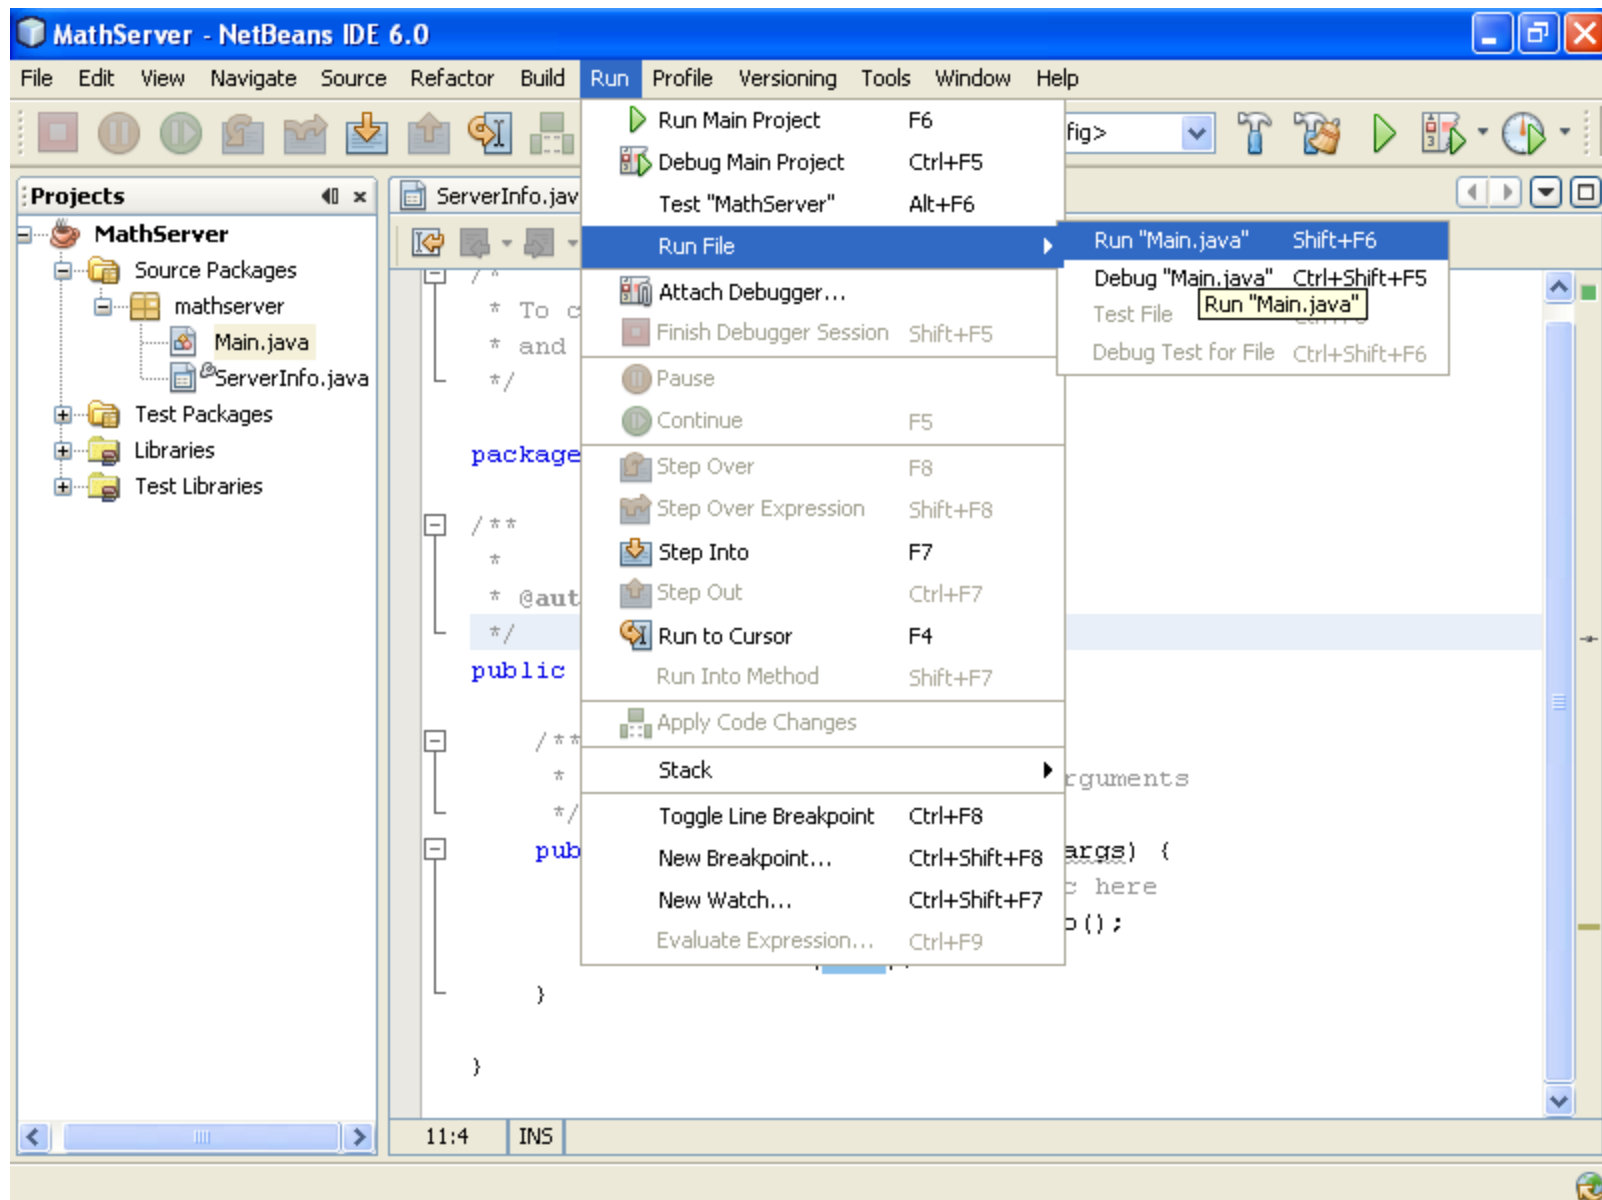 MathServer - NetBeans IDE 6.0
File Edit View Navigate Source Refactor Build Run Profile Versioning Tools Window Help
fig>
Projects
MathServer
Source Packages
mathserver
Main.java
ServerInfo.java
Test Packages
Libraries
Test Libraries
ServerInfo.jav
/*
* To c
* and
*/
package
/**
*
* @aut
*/
public
/**
* rguments
*/
pub args) {
c here
o();
}
}
11:4 INS
Run Main Project F6
Debug Main Project Ctrl+F5
Test "MathServer" Alt+F6
Run File
Attach Debugger...
Finish Debugger Session Shift+F5
Pause
Continue F5
Step Over F8
Step Over Expression Shift+F8
Step Into F7
Step Out Ctrl+F7
Run to Cursor F4
Run Into Method Shift+F7
Apply Code Changes
Stack
Toggle Line Breakpoint Ctrl+F8
New Breakpoint... Ctrl+Shift+F8
New Watch... Ctrl+Shift+F7
Evaluate Expression... Ctrl+F9
Run "Main.java" Shift+F6
Debug "Main.java" Ctrl+Shift+F5
Test File
Debug Test for File Ctrl+Shift+F6
Run "Main.java"